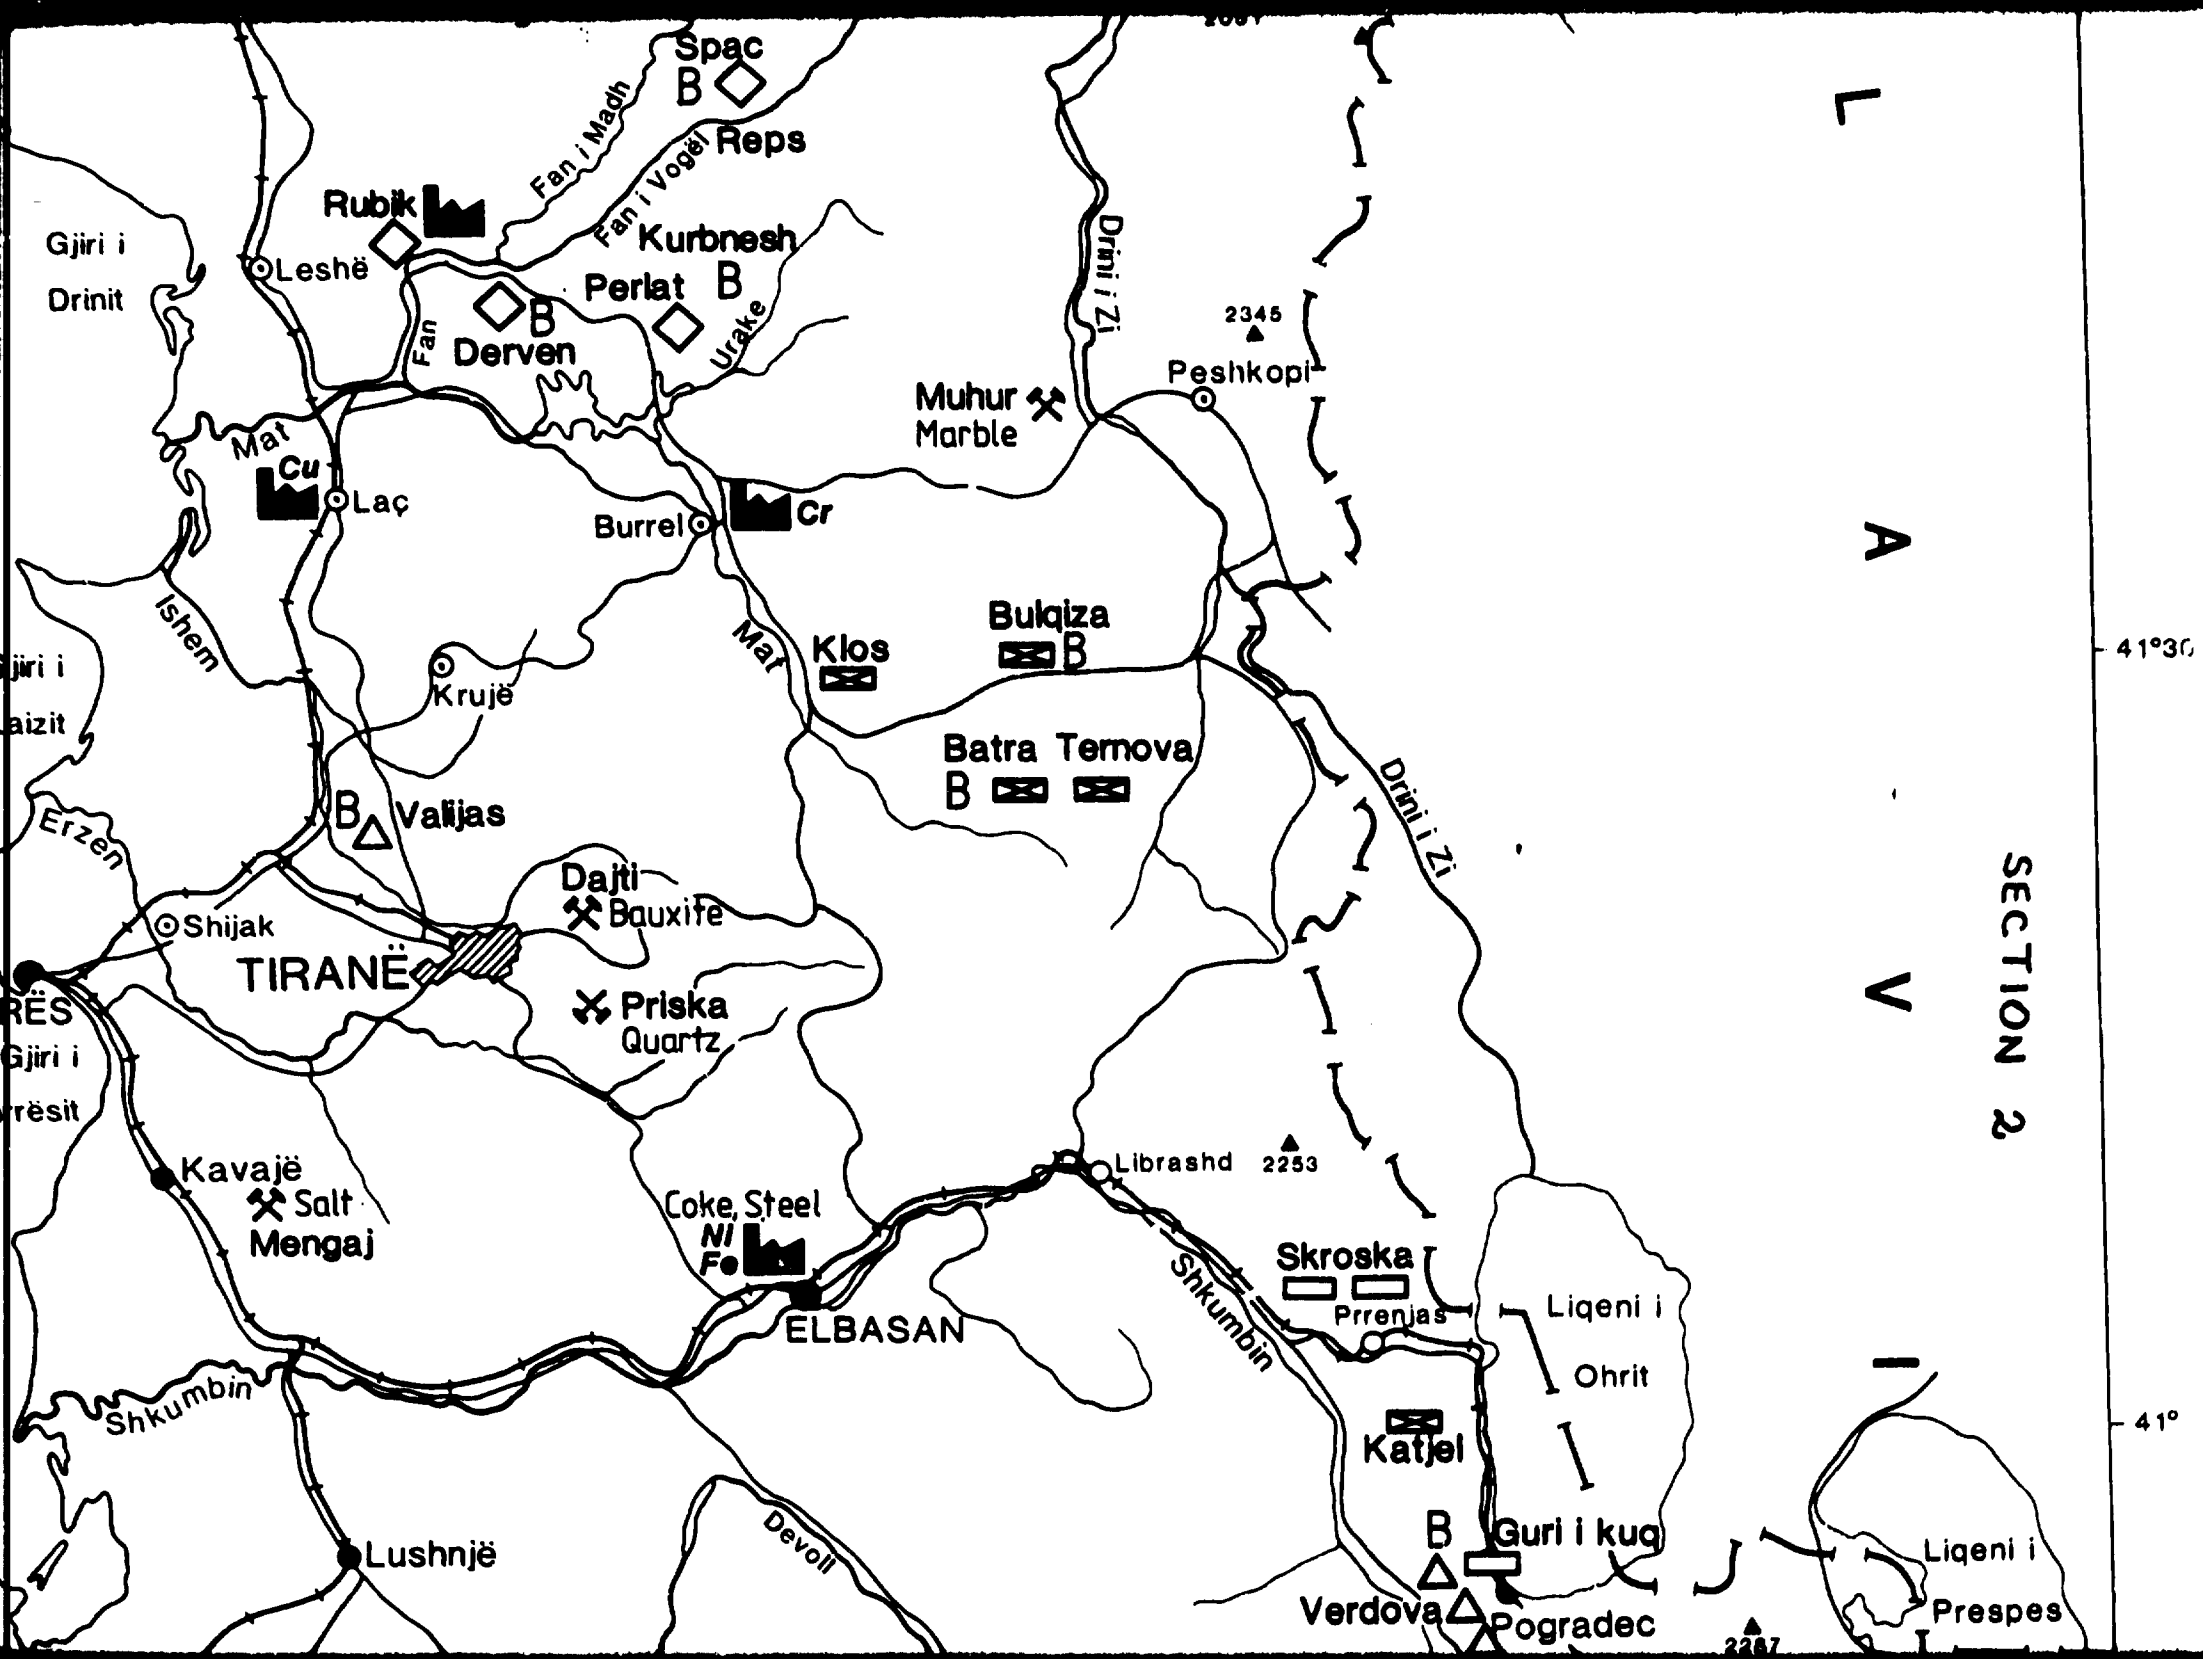 Spac
B
Fan i Madh
Reps
Fan i Vogël
L
Rubik
Gjiri i
Drinit
Leshë
Kurbnesh
B
Perlat
Drini i Zi
B
Derven
Fan
Urake
2345
Peshkopi
Muhur
Marble
Mat
Cu
Laç
Burrel
Cr
A
Ishem
Mat
Klos
Bulqiza
B
41°30
Krujë
Batra Ternova
B
Drini i Zi
Erzen
B
Valijas
SECTION 2
Dajti
Bauxite
Shijak
TIRANË
V
Priska
Quartz
RËS
Gjiri i
Librashd
2253
Kavajë
Salt
Mengaj
Coke, Steel
Ni
Fe
ELBASAN
Skroska
Prrenjas
Shkumbin
Liqeni i
Ohrit
I
Shkumbin
Katjel
41°
Lushnjë
Devoll
B
Guri i kuq
Liqeni i
Prespes
Verdova
Pogradec
2287